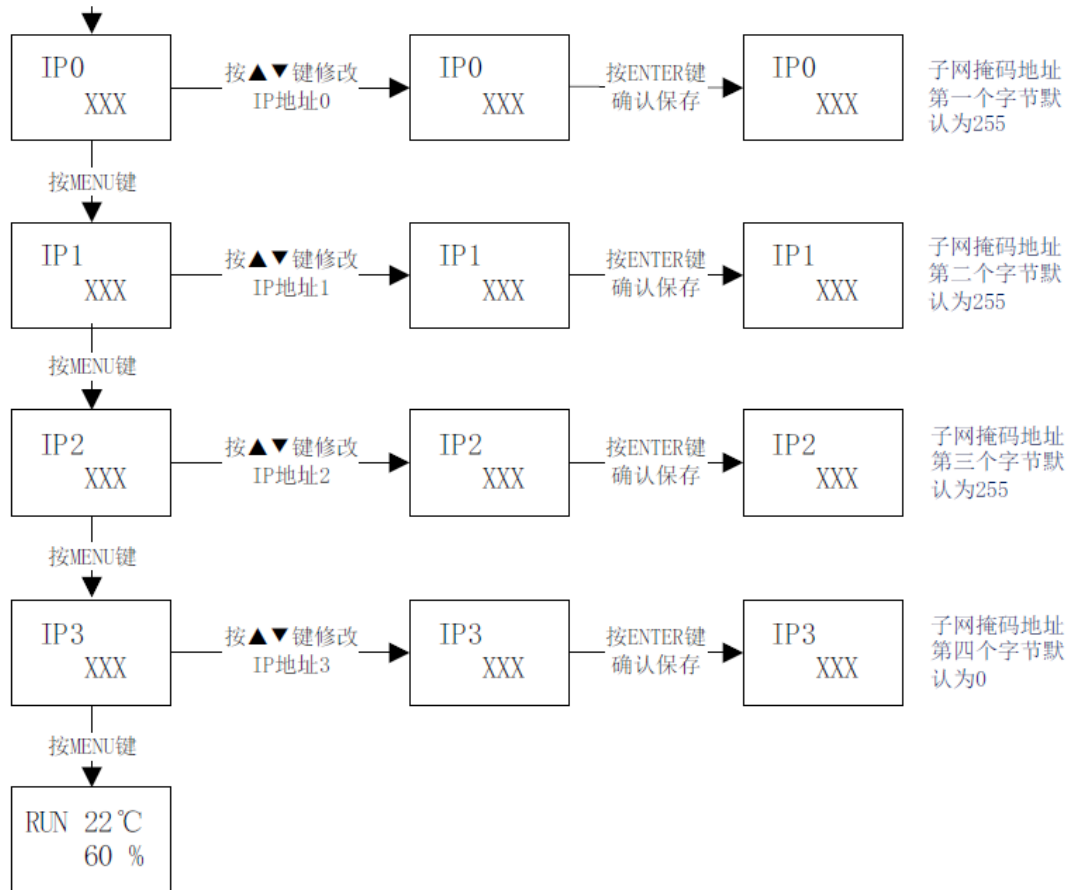 IP0
XXX
按▲▼键修改
IP地址0
IP0
XXX
按ENTER键
确认保存
IP0
XXX
子网掩码地址
第一个字节默
认为255
按MENU键
IP1
XXX
按▲▼键修改
IP地址1
IP1
XXX
按ENTER键
确认保存
IP1
XXX
子网掩码地址
第二个字节默
认为255
按MENU键
IP2
XXX
按▲▼键修改
IP地址2
IP2
XXX
按ENTER键
确认保存
IP2
XXX
子网掩码地址
第三个字节默
认为255
按MENU键
IP3
XXX
按▲▼键修改
IP地址3
IP3
XXX
按ENTER键
确认保存
IP3
XXX
子网掩码地址
第四个字节默
认为0
按MENU键
RUN 22℃
60 %